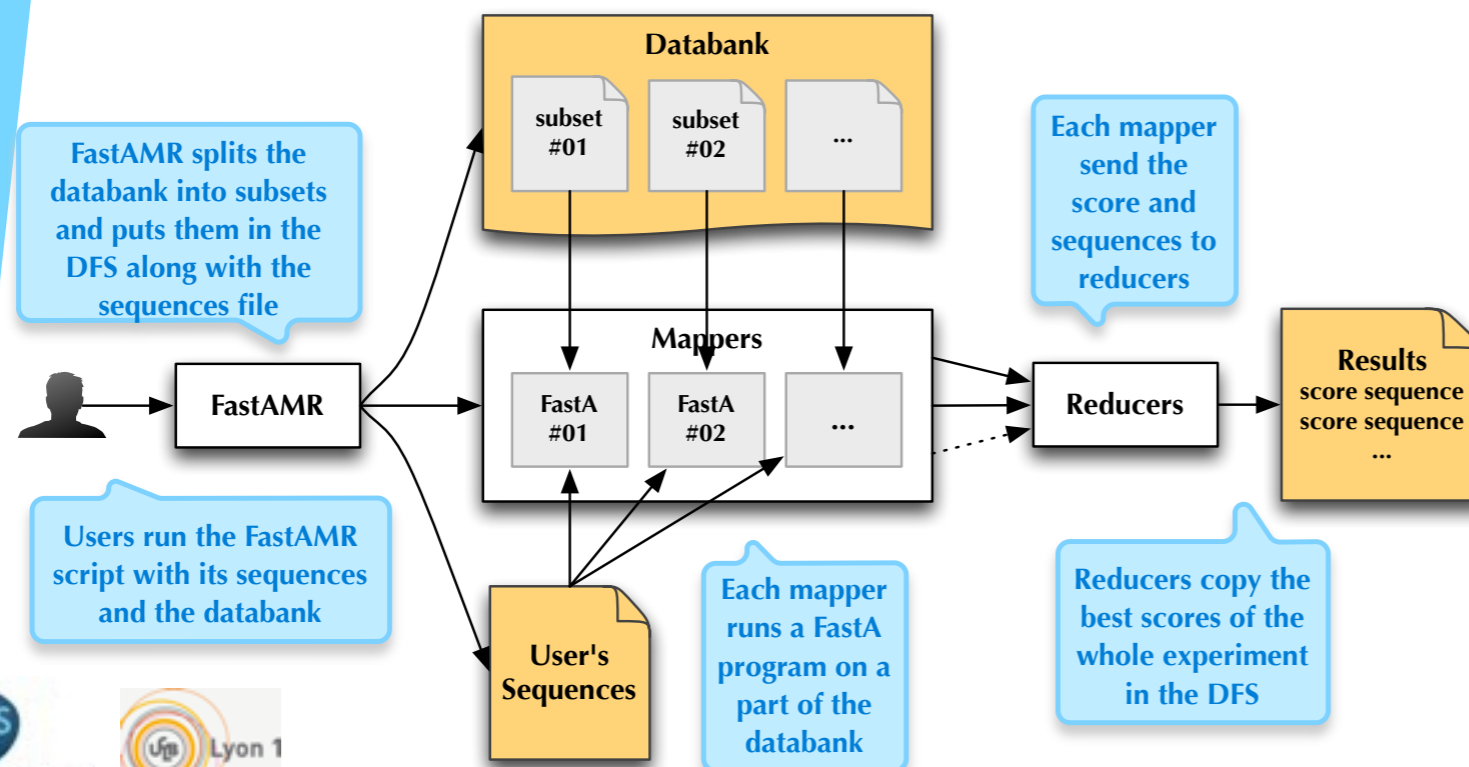 Databank
subset
#01
subset
#02
...
FastAMR splits the
databank into subsets
and puts them in the
DFS along with the
sequences file
Each mapper
send the
score and
sequences to
reducers
Mappers
FastAMR
FastA
#01
FastA
#02
...
Reducers
Results
score sequence
score sequence
...
Users run the FastAMR
script with its sequences
and the databank
User's
Sequences
Each mapper
runs a FastA
program on a
part of the
databank
Reducers copy the
best scores of the
whole experiment
in the DFS
Lyon 1